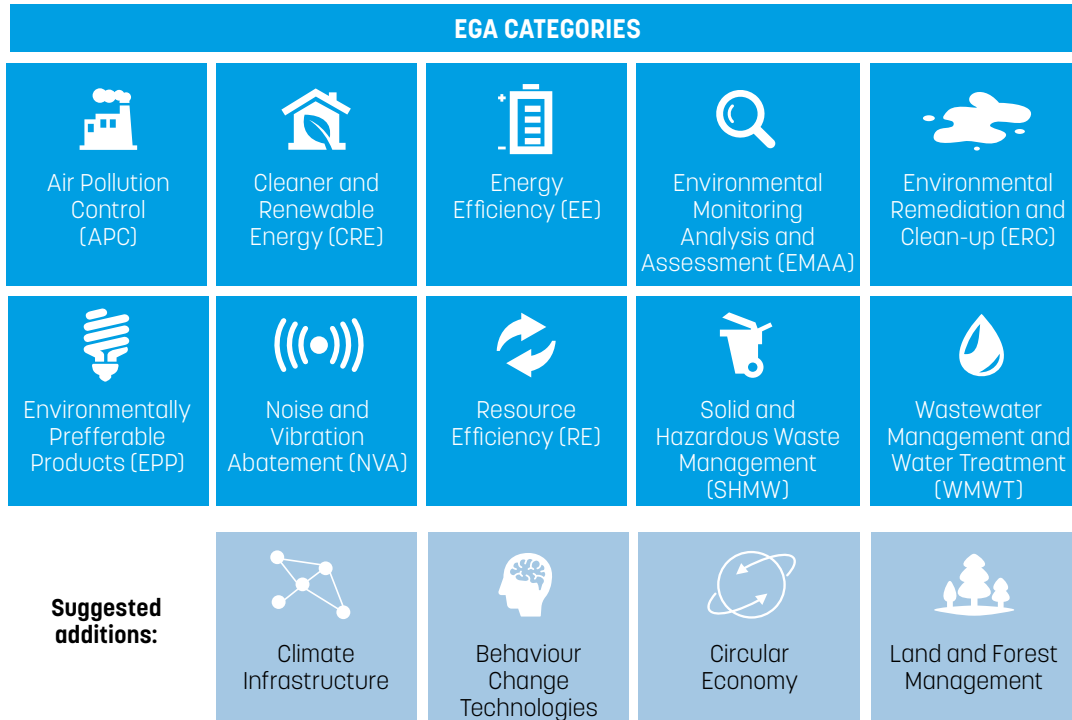 EGA CATEGORIES
Air Pollution
Control
(APC)
Cleaner and
Renewable
Energy (CRE)
Energy
Efficiency (EE)
Environmental
Monitoring
Analysis and
Assessment (EMAA)
Environmental
Remediation and
Clean-up (ERC)
Environmentally
Prefferable
Products (EPP)
Noise and
Vibration
Abatement (NVA)
Resource
Efficiency (RE)
Solid and
Hazardous Waste
Management
(SHMW)
Wastewater
Management and
Water Treatment
(WMWT)
Suggested
additions:
Climate
Infrastructure
Behaviour
Change
Technologies
Circular
Economy
Land and Forest
Management